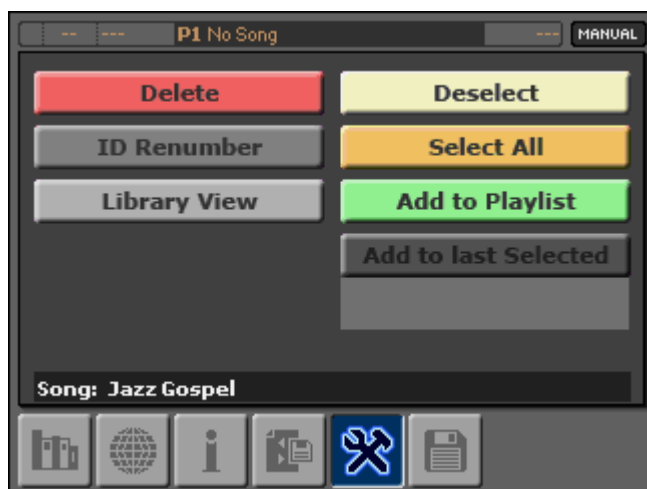 -- --- P1 No Song --- MANUAL
Delete Deselect
ID Renumber Select All
Library View Add to Playlist
Add to last Selected
Song: Jazz Gospel